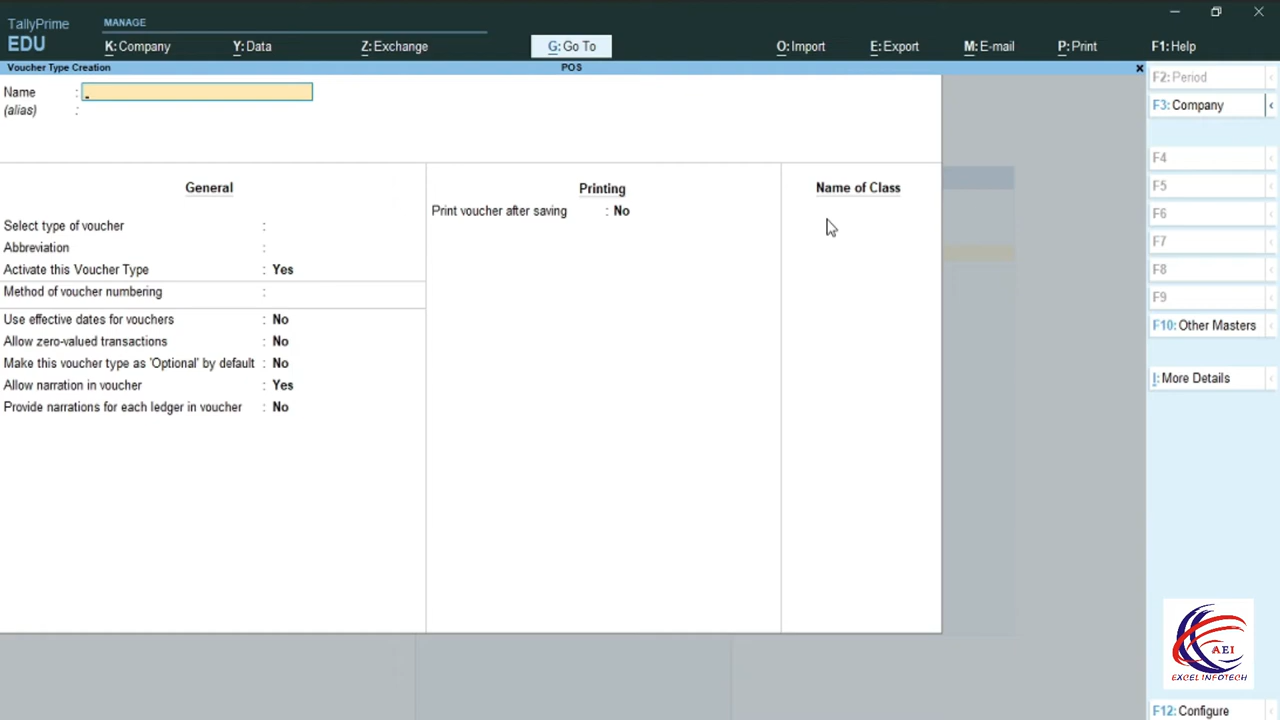 TallyPrime
EDU
MANAGE
K: Company
Y: Data
Z: Exchange
G: Go To
O: Import
E: Export
M: E-mail
P: Print
F1: Help
Voucher Type Creation
POS
x
Name :
(alias) :
General
Select type of voucher :
Abbreviation :
Activate this Voucher Type : Yes
Method of voucher numbering :
Use effective dates for vouchers : No
Allow zero-valued transactions : No
Make this voucher type as 'Optional' by default : No
Allow narration in voucher : Yes
Provide narrations for each ledger in voucher : No
Printing
Print voucher after saving : No
Name of Class
F2: Period
F3: Company
F4
F5
F6
F7
F8
F9
F10: Other Masters
I: More Details
F12: Configure
AEI
EXCEL INFOTECH